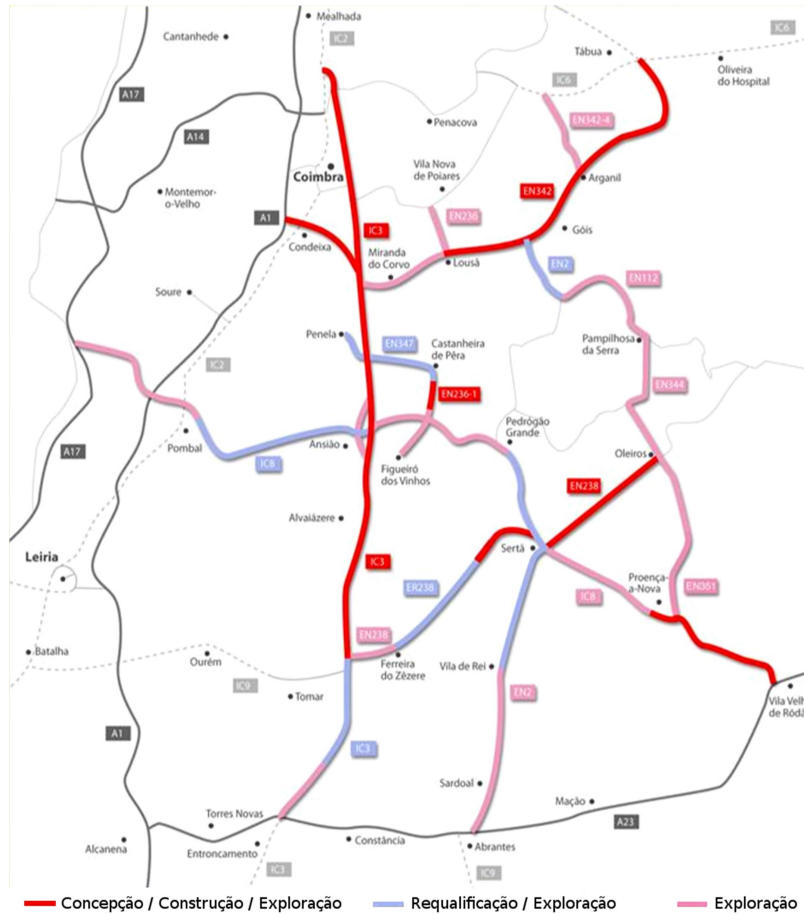 Mealhada
IC2
IC6
Cantanhede
Tábua
Oliveira
do Hospital
IC6
A17
EN342-4
Penacova
A14
Vila Nova
de Poiares
Coimbra
Arganil
Montemor-
o-Velho
EN342
A1
EN236
IC3
Góis
Condeixa
Miranda
do Corvo
Lousã
EN2
EN112
Soure
Penela
EN347
Castanheira
de Pêra
Pampilhosa
da Serra
IC2
EN344
EN236-1
Pedrógão
Grande
Pombal
Ansião
A17
IC8
Figueiró
dos Vinhos
Oleiros
EN238
Alvaiázere
Sertã
Leiria
IC3
ER238
Proença-
a-Nova
IC8
EN351
EN238
Batalha
Ourém
Ferreira
do Zêzere
Vila de Rei
IC9
Tomar
EN2
Vila Velh
de Ródã
A1
IC3
Sardoal
Mação
Torres Novas
A23
Alcanena
Entroncamento
Constância
Abrantes
IC3
IC9
Concepção / Construção / Exploração
Requalificação / Exploração
Exploração